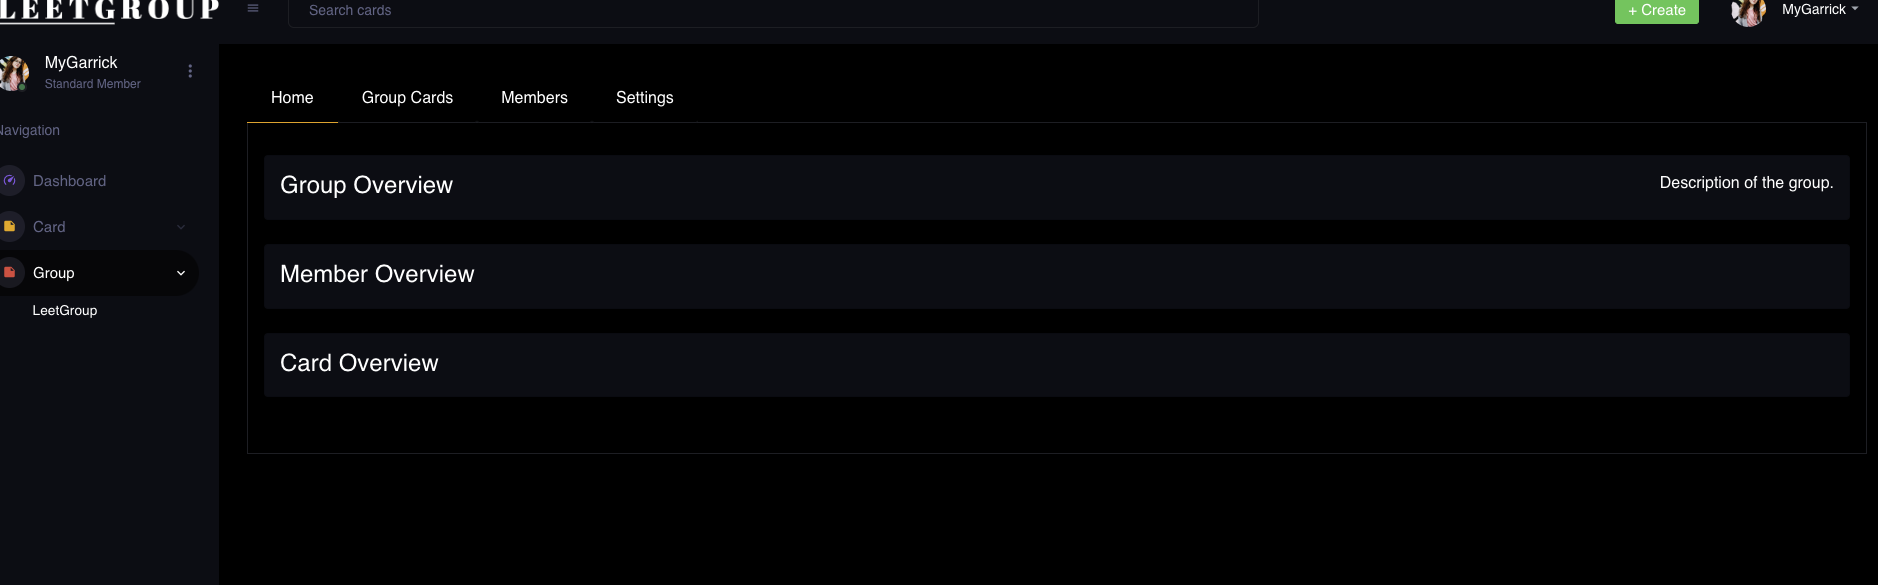 LEETGROUP
Search cards
+ Create
MyGarrick
MyGarrick
Standard Member
Navigation
Dashboard
Card
Group
LeetGroup
Home
Group Cards
Members
Settings
Group Overview
Description of the group.
Member Overview
Card Overview